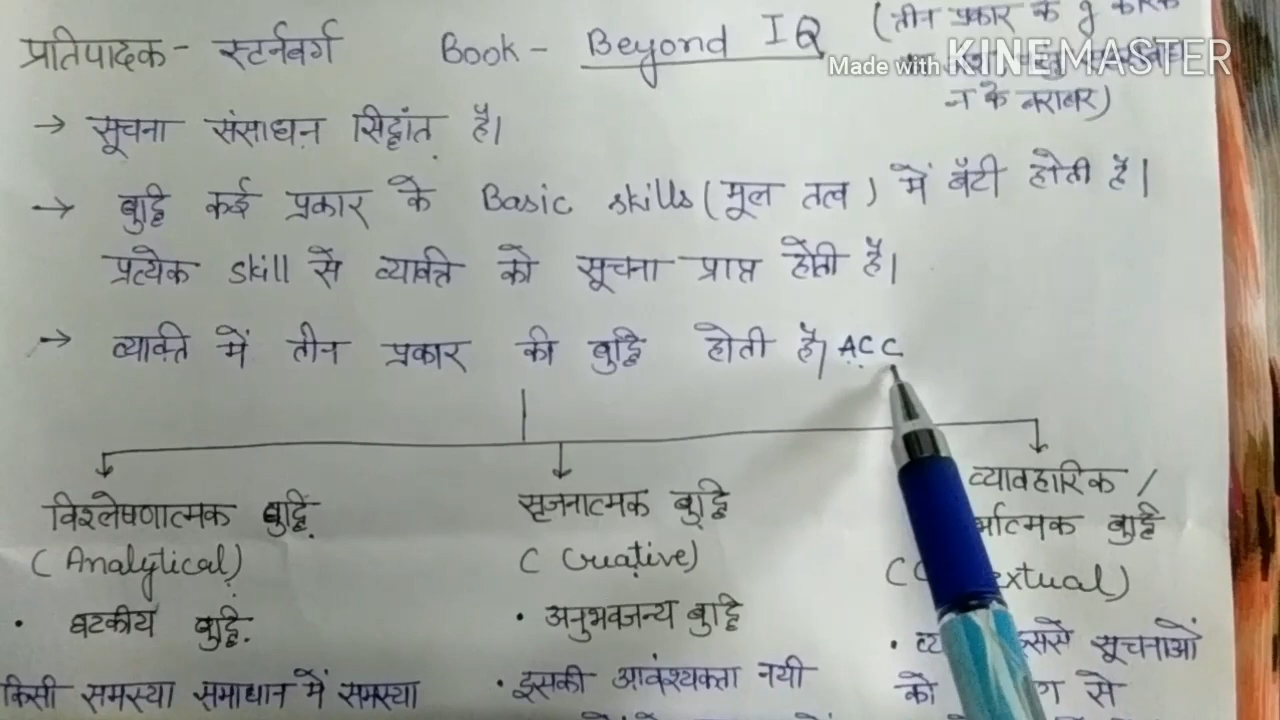 प्रतिपादक - स्टर्नबर्ग Book - Beyond IQ (तीन प्रकार के g कारक
Made with KINEMASTER
न के बराबर)
→ सूचना संसाधन सिद्धांत है।
→ बुद्धि कई प्रकार के Basic skills (मूल तत्व) में बँटी होती है।
प्रत्येक skill से व्यक्ति को सूचना प्राप्त होती है।
→ व्यक्ति में तीन प्रकार की बुद्धि होती है। ACC
विश्लेषणात्मक बुद्धि सृजनात्मक बुद्धि व्यावहारिक /
बुद्धि
(Analytical) (Creative)
• घटकीय बुद्धि. • अनुभवजन्य बुद्धि
सूचनाओं
किसी समस्या समाधान में समस्या • इसकी आवश्यकता नयी को से